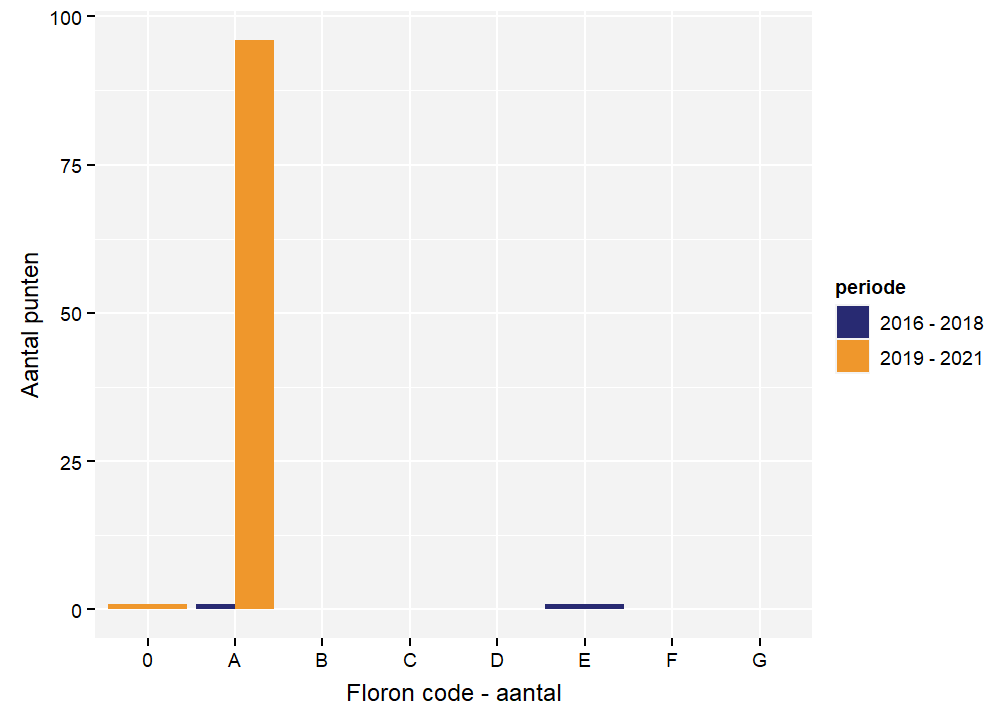 100
75
50
25
0
Aantal punten
0 A B C D E F G
Floron code - aantal
periode
2016 - 2018
2019 - 2021